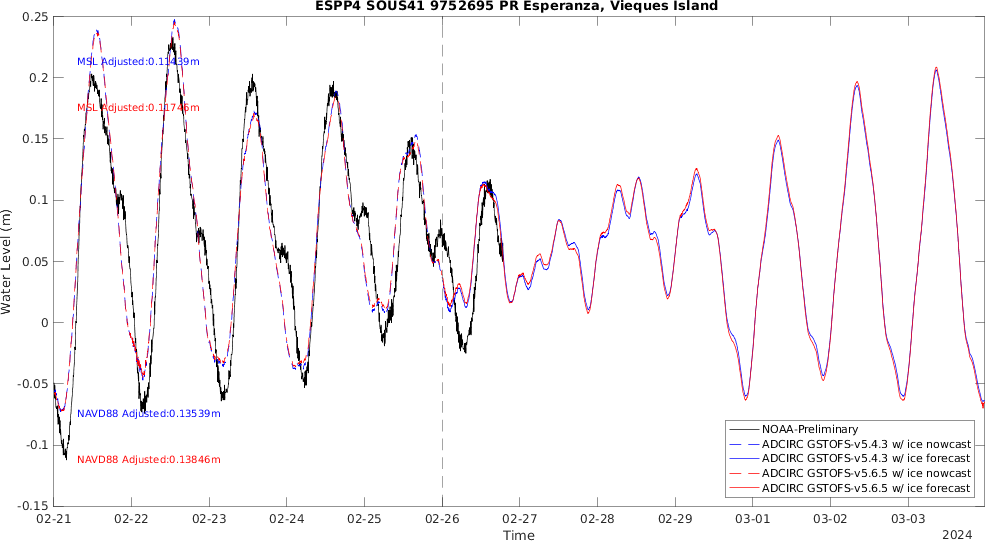 ESPP4 SOUS41 9752695 PR Esperanza, Vieques Island
0.25
0.2
0.15
0.1
0.05
0
-0.05
-0.1
-0.15
Water Level (m)
MSL Adjusted:0.11439m
MSL Adjusted:0.11746m
NAVD88 Adjusted:0.13539m
NAVD88 Adjusted:0.13846m
NOAA-Preliminary
ADCIRC GSTOFS-v5.4.3 w/ ice nowcast
ADCIRC GSTOFS-v5.4.3 w/ ice forecast
ADCIRC GSTOFS-v5.6.5 w/ ice nowcast
ADCIRC GSTOFS-v5.6.5 w/ ice forecast
02-21 02-22 02-23 02-24 02-25 02-26 02-27 02-28 02-29 03-01 03-02 03-03
Time
2024